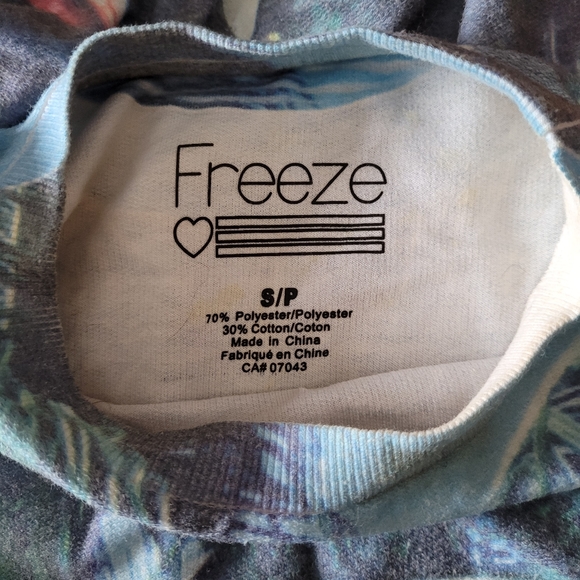 Freeze
S/P
70% Polyester/Polyester
30% Cotton/Coton
Made in China
Fabriqué en Chine
CA# 07043